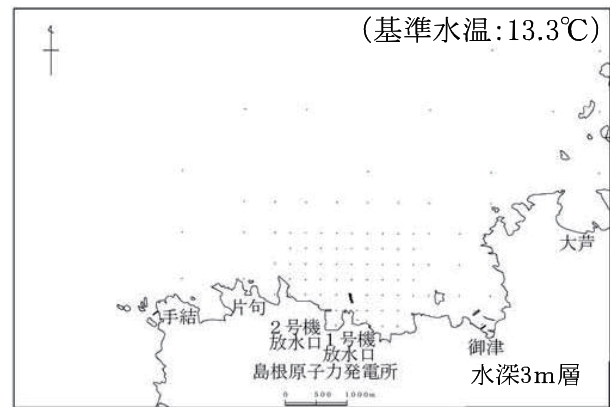 (基準水温:13.3℃)
大芦
手結
片句
2号機
放水口
1号機
放水口
島根原子力発電所
御津
水深3m層
0 500 1000m